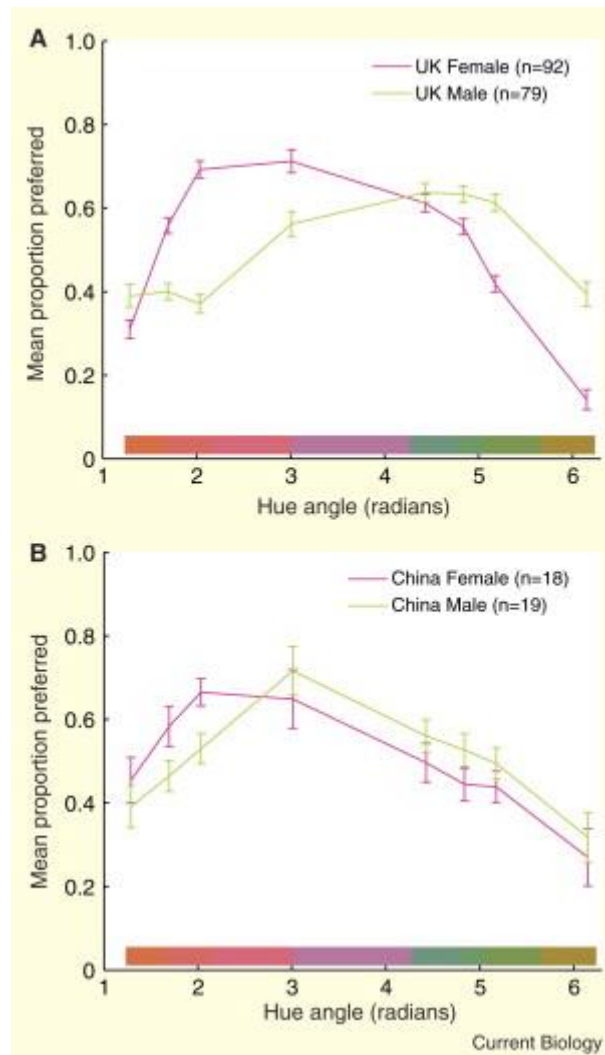 A
1.0
0.8
0.6
0.4
0.2
0
Mean proportion preferred
UK Female (n=92)
UK Male (n=79)
1 2 3 4 5 6
Hue angle (radians)
B
1.0
0.8
0.6
0.4
0.2
0
Mean proportion preferred
China Female (n=18)
China Male (n=19)
1 2 3 4 5 6
Hue angle (radians)
Current Biology